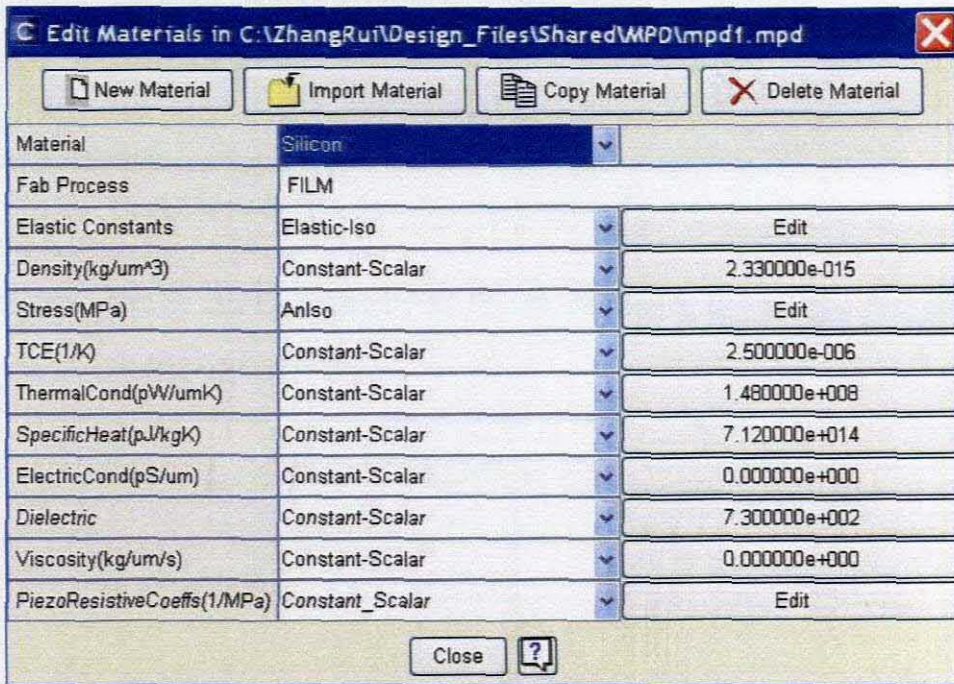 C Edit Materials in C:\ZhangRui\Design_Files\Shared\MPD\mpd1.mpd
New Material Import Material Copy Material Delete Material
Material Silicon
Fab Process FILM
Elastic Constants Elastic-Iso Edit
Density(kg/um^3) Constant-Scalar 2.330000e-015
Stress(MPa) AnIso Edit
TCE(1/K) Constant-Scalar 2.500000e-006
ThermalCond(pW/umK) Constant-Scalar 1.480000e+008
SpecificHeat(pJ/kgK) Constant-Scalar 7.120000e+014
ElectricCond(pS/um) Constant-Scalar 0.000000e+000
Dielectric Constant-Scalar 7.300000e+002
Viscosity(kg/um/s) Constant-Scalar 0.000000e+000
PiezoResistiveCoeffs(1/MPa) Constant_Scalar Edit
Close ?